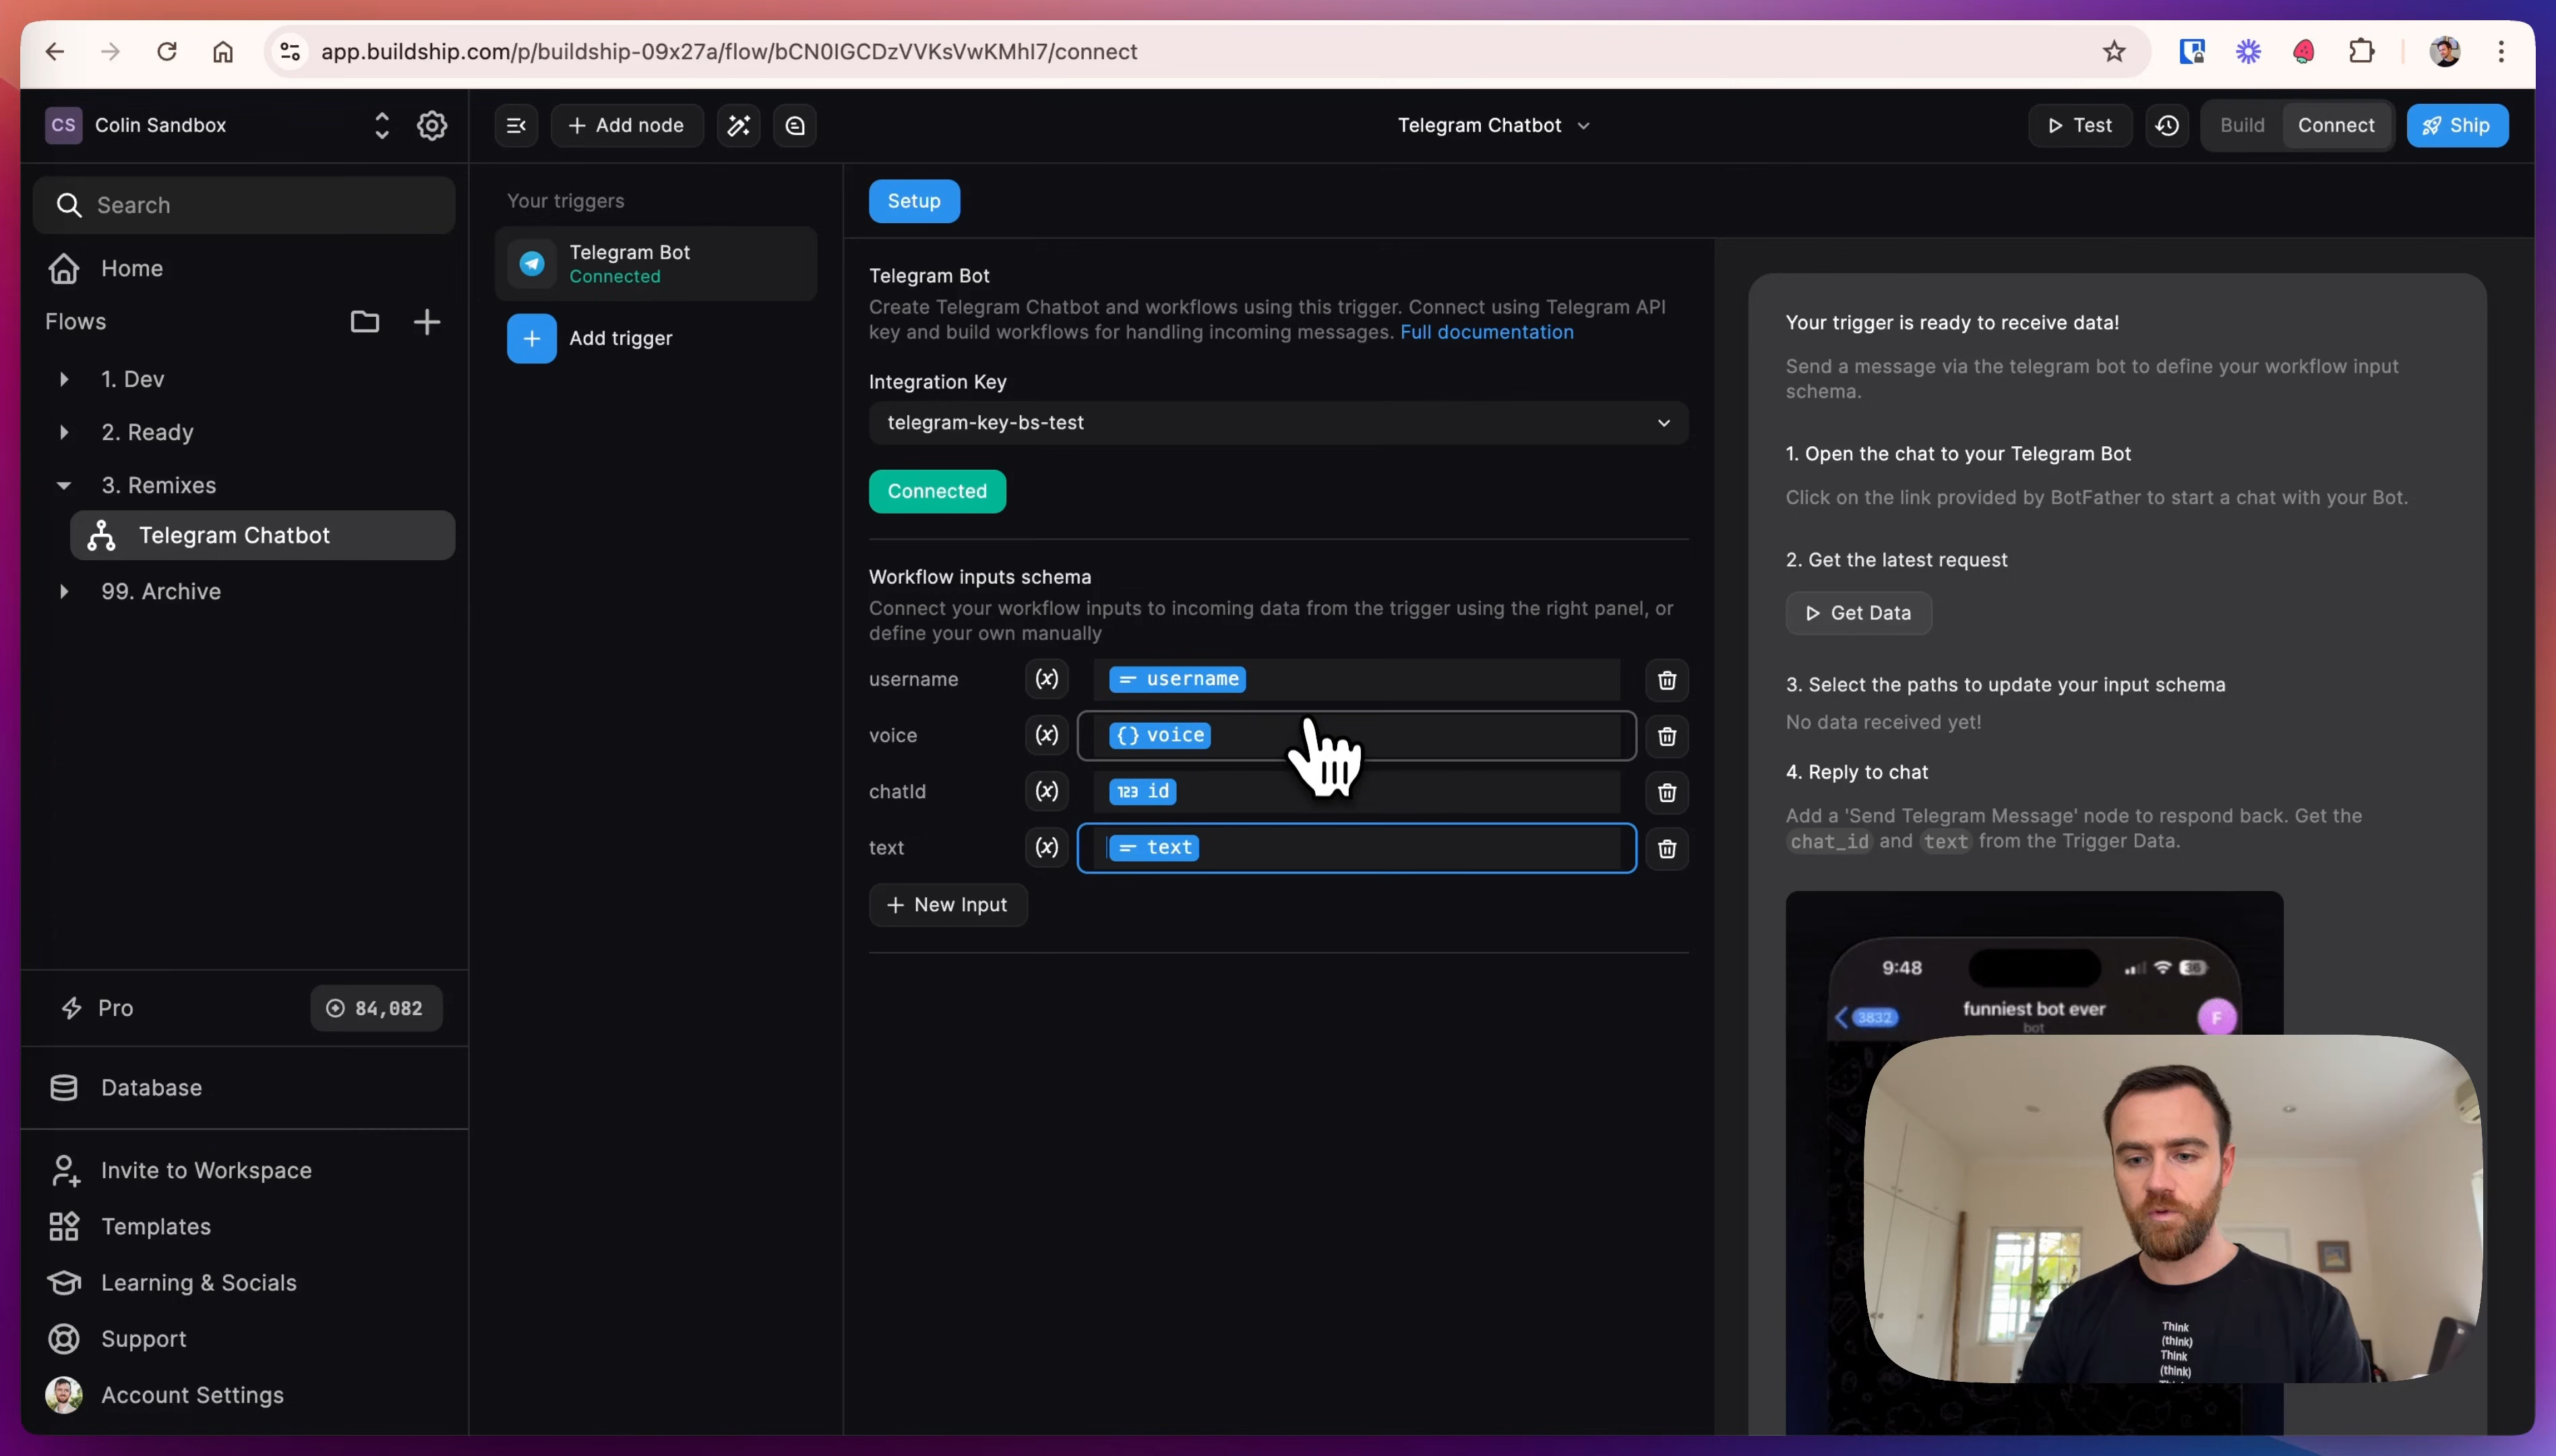 app.buildship.com/p/buildship-09x27a/flow/bCN0IGCDzVVKsVwKMhI7/connect
CS
Colin Sandbox
Add node
Telegram Chatbot
Test
Build
Connect
Ship
Search
Home
Flows
1. Dev
2. Ready
3. Remixes
Telegram Chatbot
99. Archive
Pro
84,082
Database
Invite to Workspace
Templates
Learning & Socials
Support
Account Settings
Your triggers
Telegram Bot
Connected
Add trigger
Setup
Telegram Bot
Create Telegram Chatbot and workflows using this trigger. Connect using Telegram API
key and build workflows for handling incoming messages. Full documentation
Integration Key
telegram-key-bs-test
Connected
Workflow inputs schema
Connect your workflow inputs to incoming data from the trigger using the right panel, or
define your own manually
username (x) username
voice (x) {} voice
chatId (x) 123 id
text (x) text
New Input
Your trigger is ready to receive data!
Send a message via the telegram bot to define your workflow input
schema.
1. Open the chat to your Telegram Bot
Click on the link provided by BotFather to start a chat with your Bot.
2. Get the latest request
Get Data
3. Select the paths to update your input schema
No data received yet!
4. Reply to chat
Add a 'Send Telegram Message' node to respond back. Get the
chat_id and text from the Trigger Data.
9:48
36
3832
funniest bot ever
bot
F
Think
(think)
Think
(think)